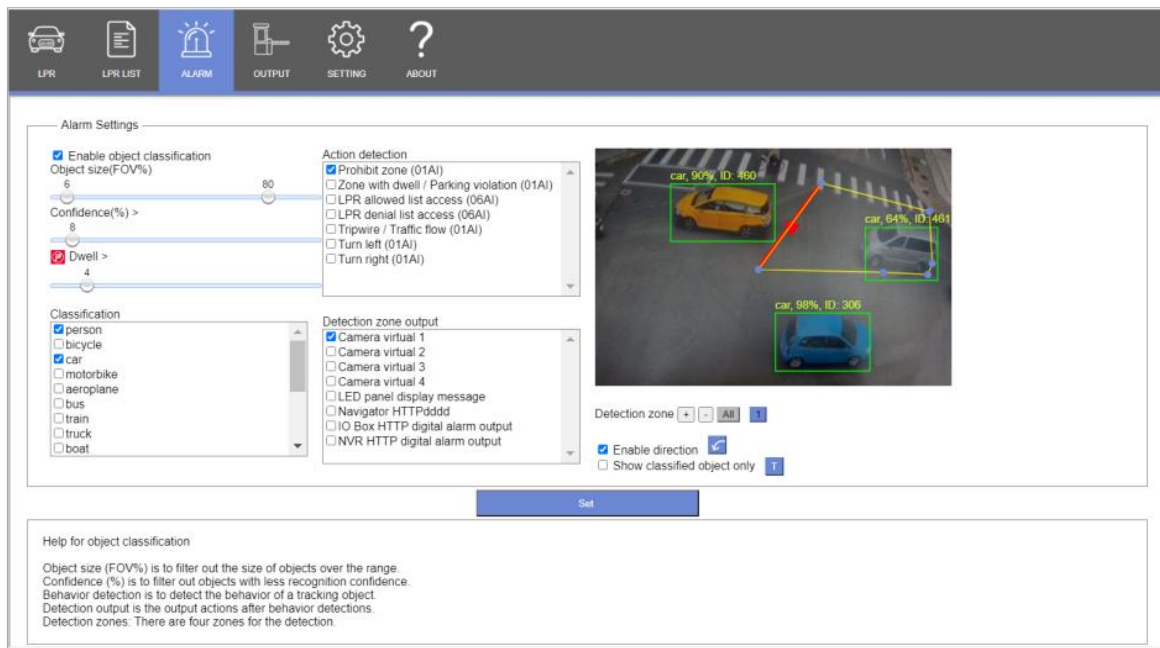 LPR
LPR LIST
ALARM
OUTPUT
SETTING
ABOUT
Alarm Settings
Enable object classification
Object size(FOV%)
6 80
Confidence(%) >
8
Dwell >
4
Classification
person
bicycle
car
motorbike
aeroplane
bus
train
truck
boat
Action detection
Prohibit zone (01AI)
Zone with dwell / Parking violation (01AI)
LPR allowed list access (06AI)
LPR denial list access (06AI)
Tripwire / Traffic flow (01AI)
Turn left (01AI)
Turn right (01AI)
Detection zone output
Camera virtual 1
Camera virtual 2
Camera virtual 3
Camera virtual 4
LED panel display message
Navigator HTTPdddd
IO Box HTTP digital alarm output
NVR HTTP digital alarm output
car, 90%, ID: 460
car, 64%, ID: 461
car, 98%, ID: 306
Detection zone + - All 1
Enable direction
Show classified object only T
Set
Help for object classification
Object size (FOV%) is to filter out the size of objects over the range.
Confidence (%) is to filter out objects with less recognition confidence.
Behavior detection is to detect the behavior of a tracking object.
Detection output is the output actions after behavior detections.
Detection zones: There are four zones for the detection.